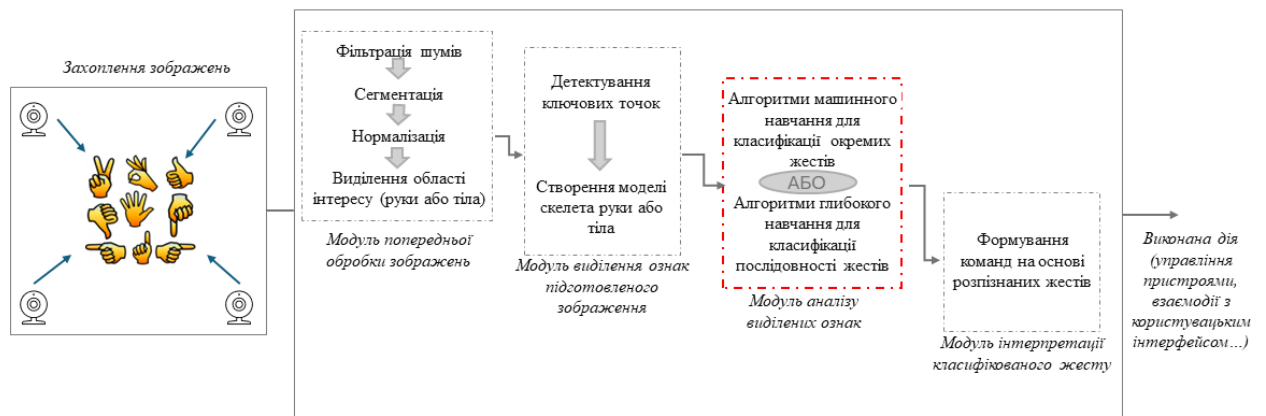 Захоплення зображень
Фільтрація шумів
Сегментація
Нормалізація
Виділення області
інтересу (руки або тіла)
Модуль попередньої
обробки зображень
Детектування
ключових точок
Створення моделі
скелета руки або
тіла
Модуль виділення ознак
підготовленого
зображення
Алгоритми машинного
навчання для
класифікації окремих
жестів
АБО
Алгоритми глибокого
навчання для
класифікації
послідовності жестів
Модуль аналізу
виділених ознак
Формування
команд на основі
розпізнаних жестів
Модуль інтерпретації
класифікованого жесту
Виконана дія
(управління
пристроями,
взаємодії з
користувацьким
інтерфейсом…)